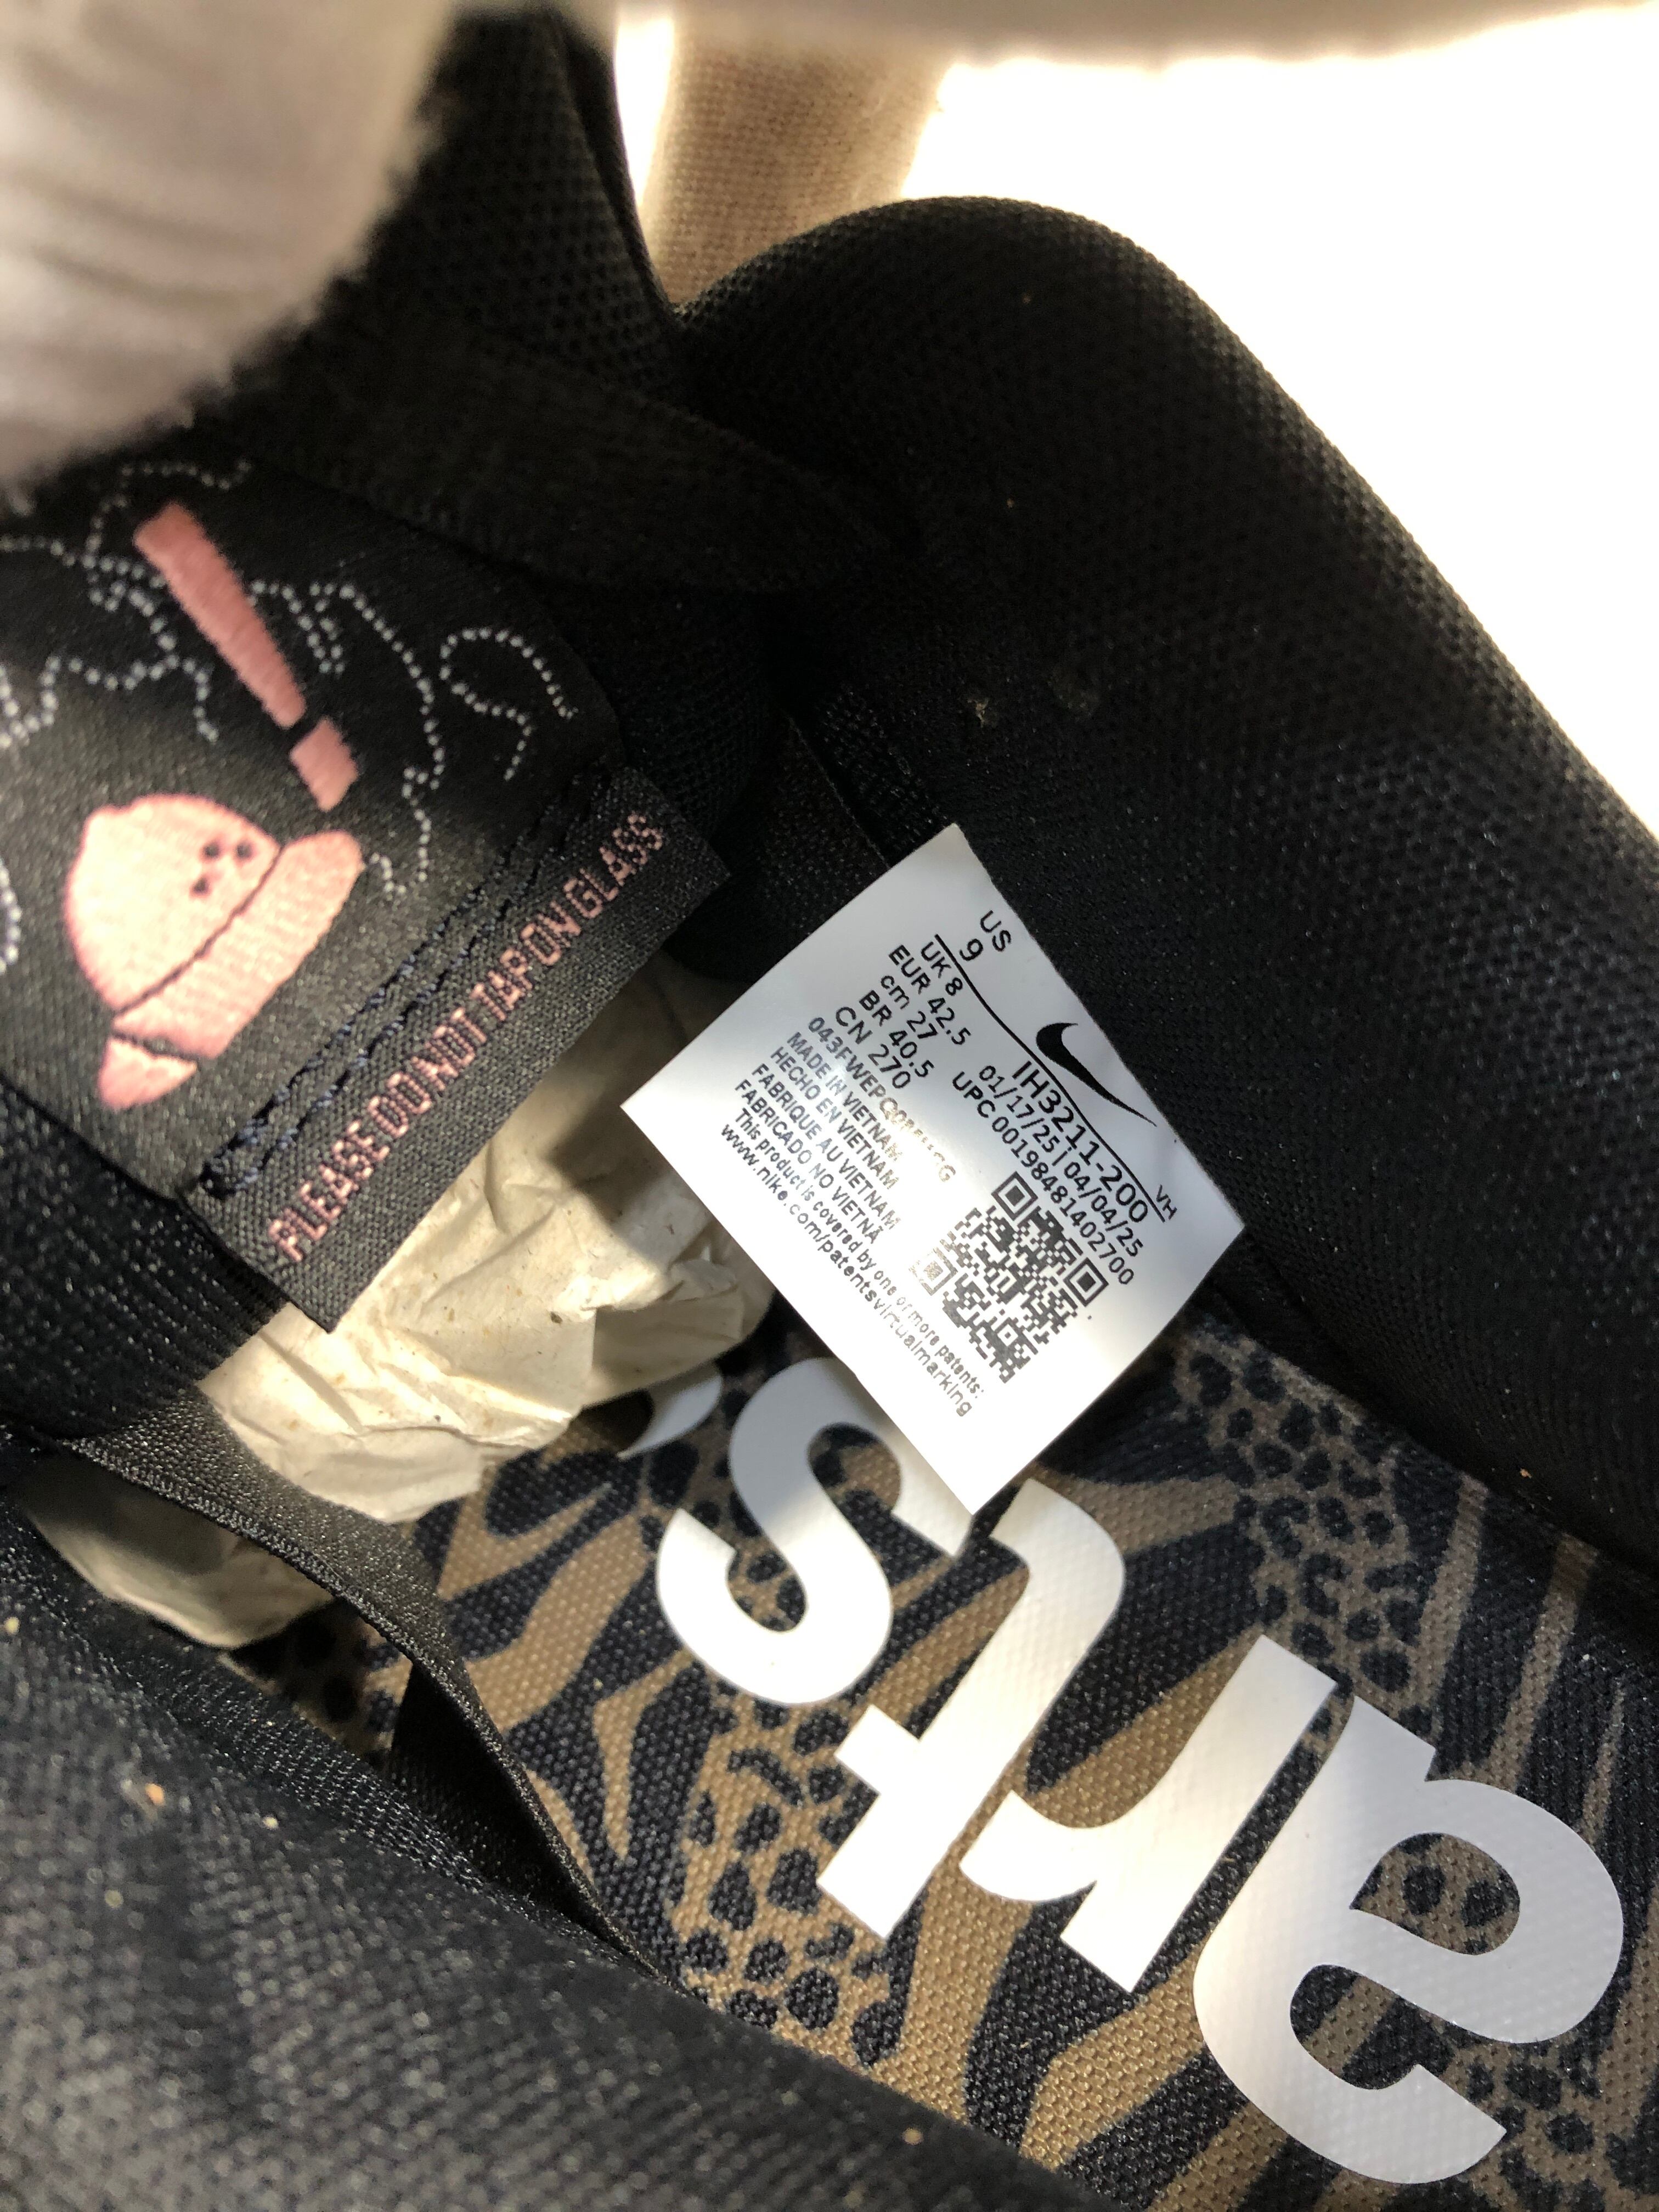 PLEASE DO NOT TAP ON GLASS
US
9
UK 8
EUR 42.5
cm 27
BR 40.5
CN 270
IH3211-200
VH
01/17/25 | 04/04/25
UPC 00198481402700
MADE IN VIETNAM
HECHO EN VIETNAM
FABRIQUE AU VIETNAM
FABRICADO NO VIETNÃ
This product is covered by one or more patents:
www.nike.com/patentsvirtualmarking